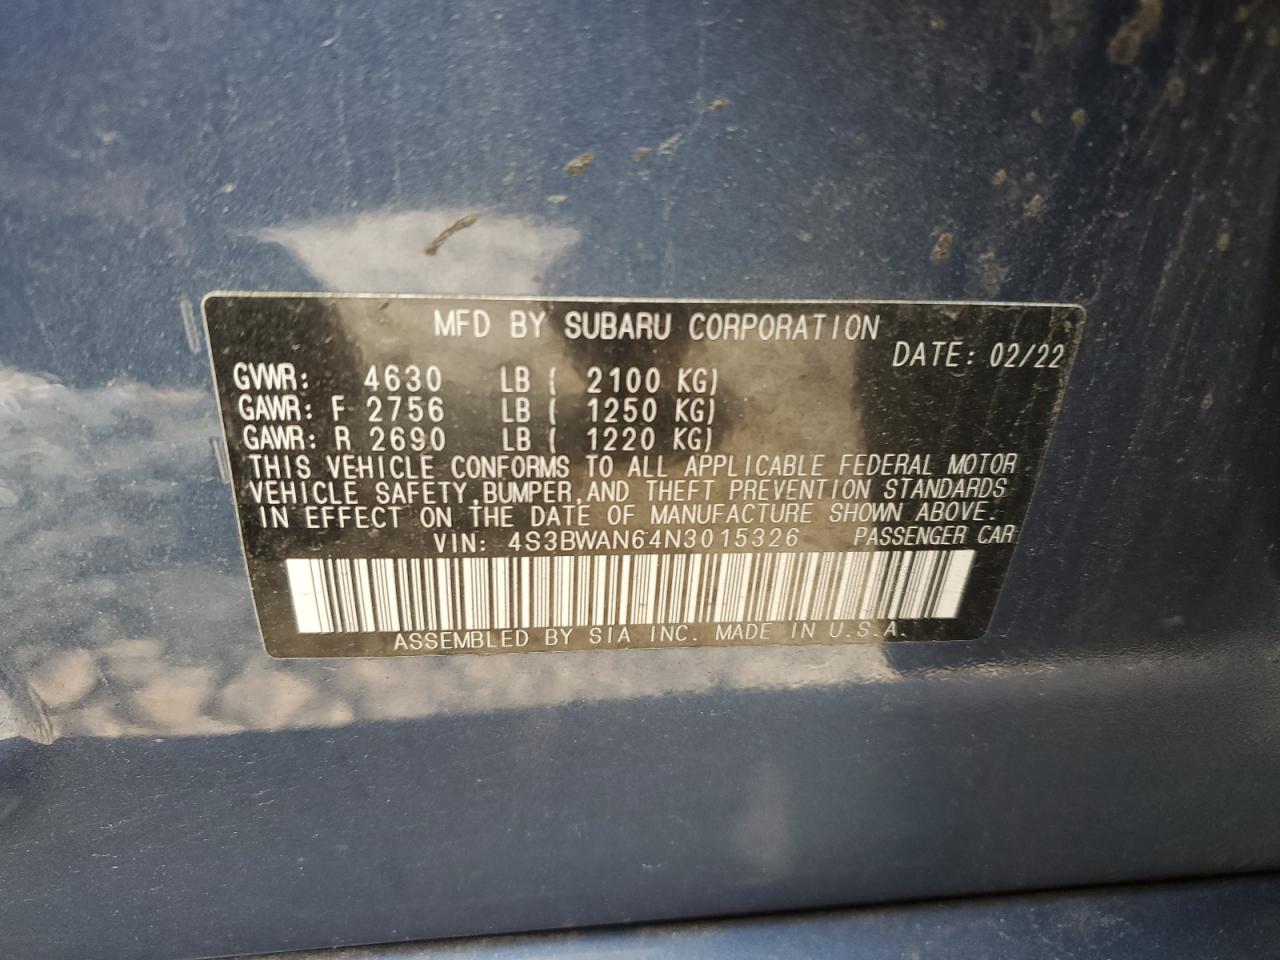 MFD BY SUBARU CORPORATION
DATE: 02/22
GVWR: 4630 LB ( 2100 KG)
GAWR: F 2756 LB ( 1250 KG)
GAWR: R 2690 LB ( 1220 KG)
THIS VEHICLE CONFORMS TO ALL APPLICABLE FEDERAL MOTOR
VEHICLE SAFETY,BUMPER,AND THEFT PREVENTION STANDARDS
IN EFFECT ON THE DATE OF MANUFACTURE SHOWN ABOVE.
VIN: 4S3BWAN64N3015326 PASSENGER CAR
ASSEMBLED BY SIA INC. MADE IN U.S.A.